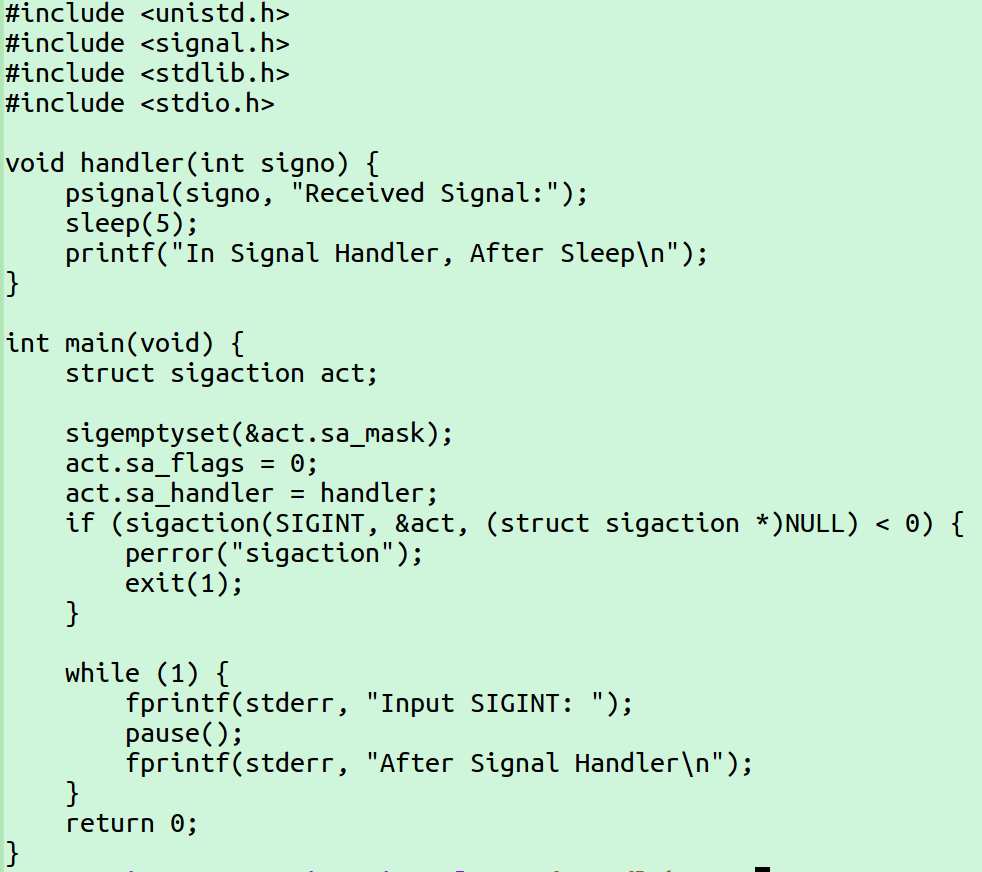 #include <unistd.h>
#include <signal.h>
#include <stdlib.h>
#include <stdio.h>

void handler(int signo) {
    psignal(signo, "Received Signal:");
    sleep(5);
    printf("In Signal Handler, After Sleep\n");
}

int main(void) {
    struct sigaction act;

    sigemptyset(&act.sa_mask);
    act.sa_flags = 0;
    act.sa_handler = handler;
    if (sigaction(SIGINT, &act, (struct sigaction *)NULL) < 0) {
        perror("sigaction");
        exit(1);
    }

    while (1) {
        fprintf(stderr, "Input SIGINT: ");
        pause();
        fprintf(stderr, "After Signal Handler\n");
    }
    return 0;
}